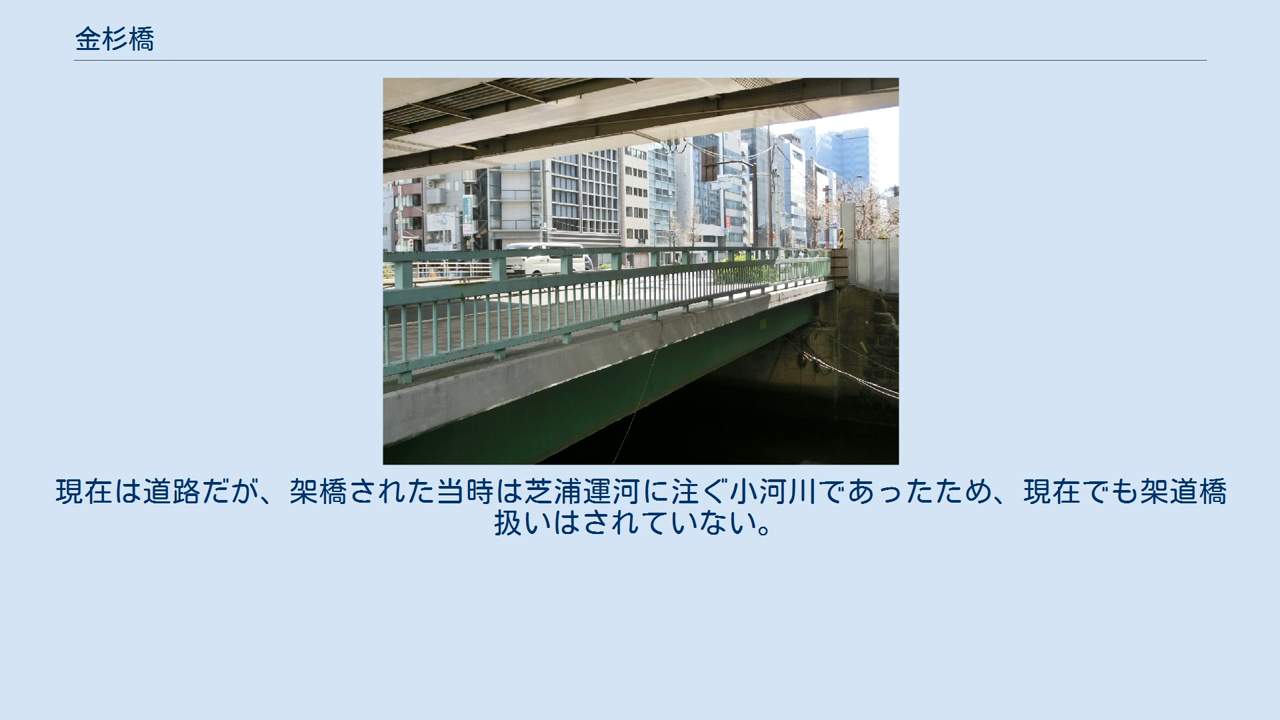 金杉橋
現在は道路だが、架橋された当時は芝浦運河に注ぐ小河川であったため、現在でも架道橋
扱いはされていない。